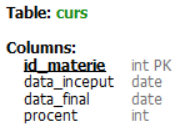 Table: curs
Columns:
id_materie int PK
data_inceput date
data_final date
procent int